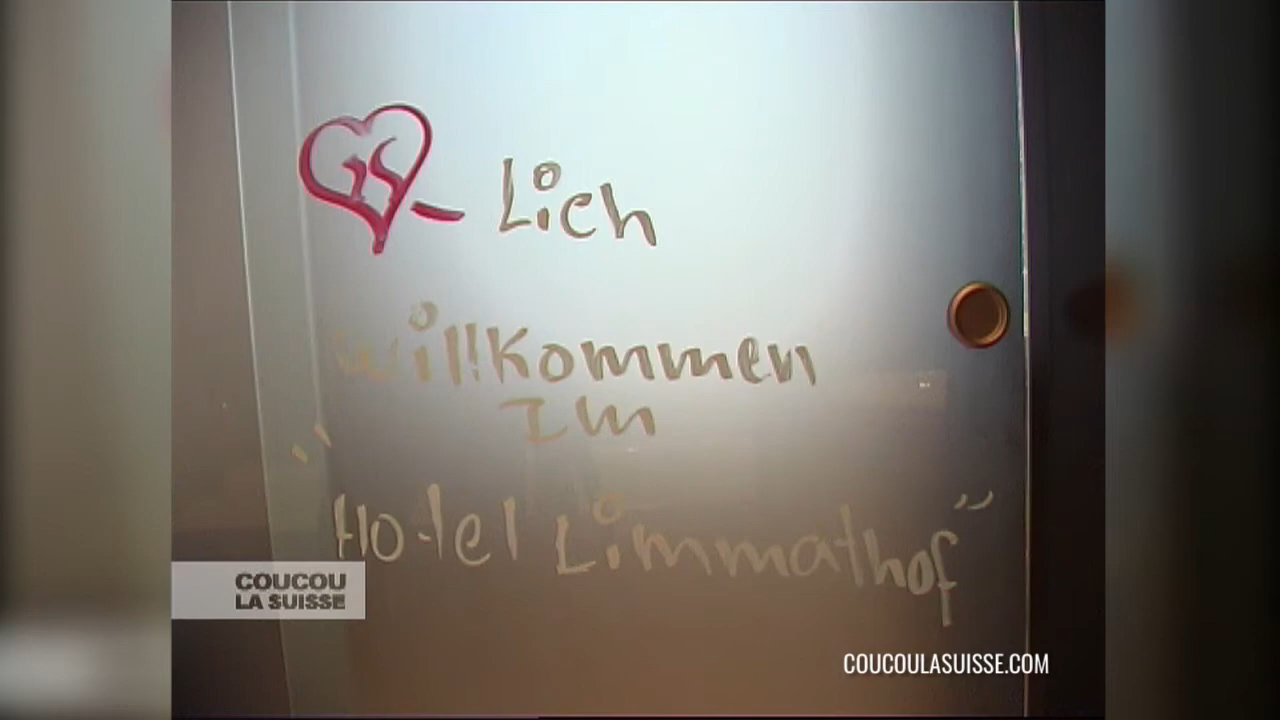 - Lich
Willkommen
Im
"Hotel Limmathof"
COUCOU
LA SUISSE
COUCOULASUISSE.COM